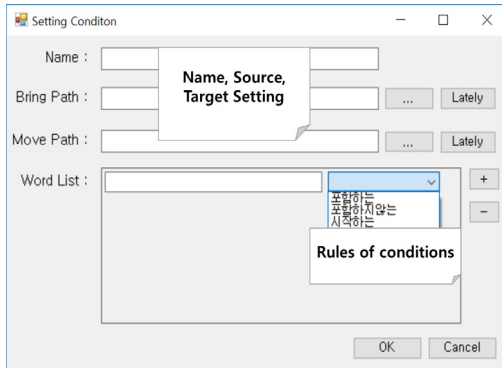 Setting Conditon
Name :
Name, Source,
Target Setting
Bring Path :
... Lately
Move Path :
... Lately
Word List :
+
포함하는
포함하지않는
시작하는
−
Rules of conditions
OK Cancel